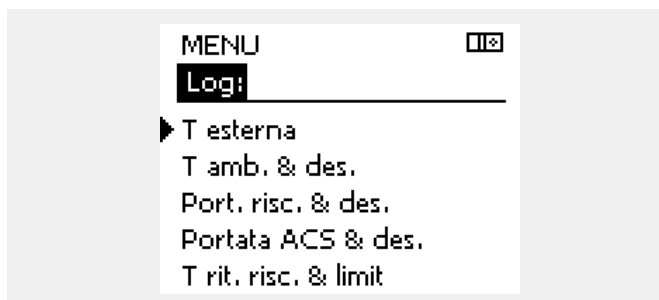 MENU
Log:
T esterna
T amb. & des.
Port. risc. & des.
Portata ACS & des.
T rit. risc. & limit